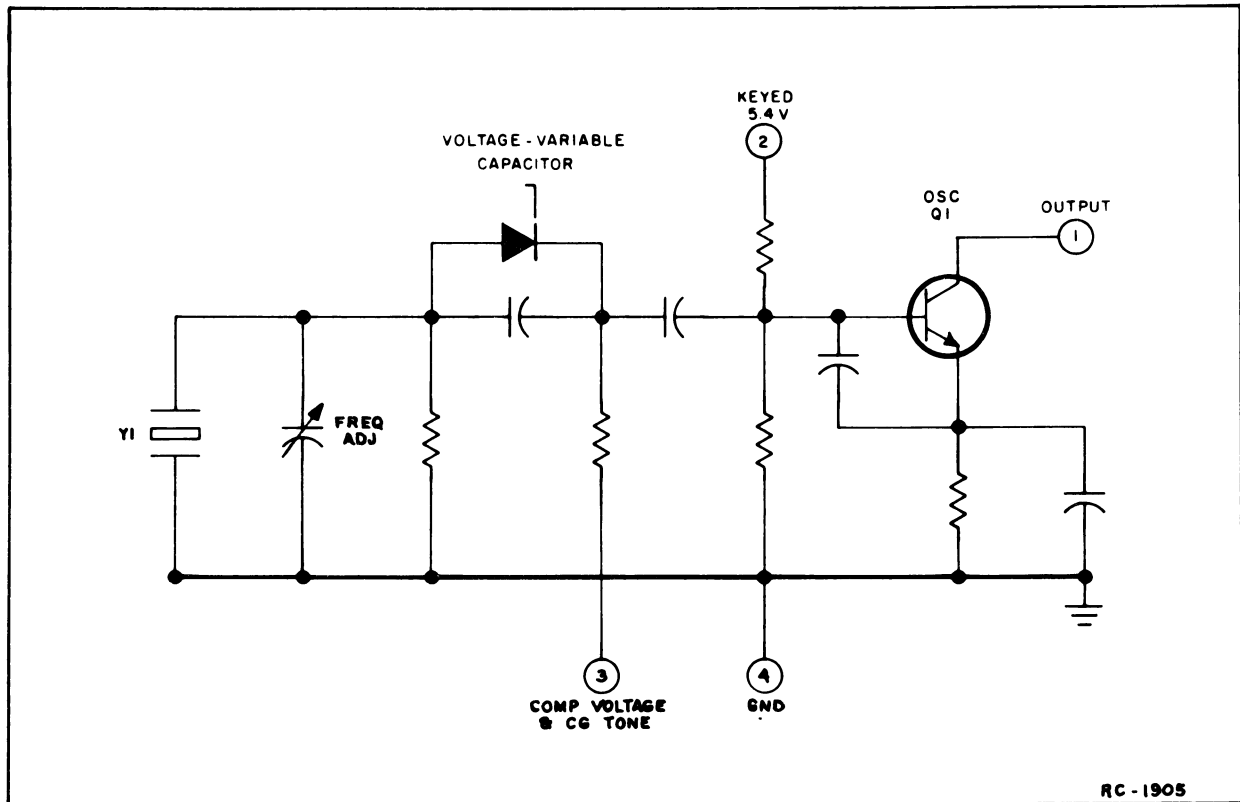 KEYED
5.4 V
2
VOLTAGE - VARIABLE
CAPACITOR
OSC
Q1
OUTPUT
1
Y1
FREQ
ADJ
3
COMP VOLTAGE
& CG TONE
4
GND
RC - 1905